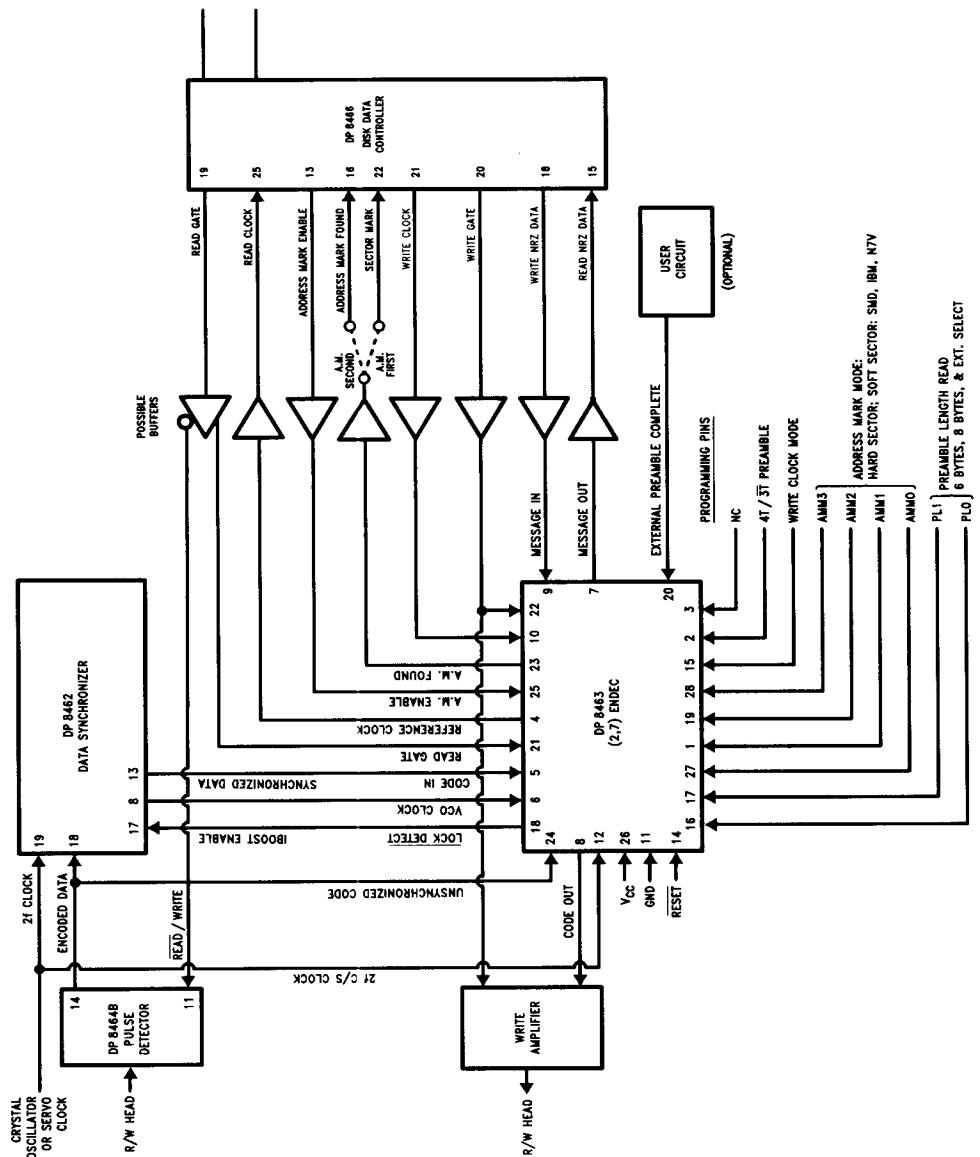 DP 8466
DISK DATA
CONTROLLER
19
25
13
16
22
21
20
18
15
READ GATE
READ CLOCK
ADDRESS MARK ENABLE
ADDRESS MARK FOUND
SECTOR MARK
WRITE CLOCK
WRITE GATE
WRITE NRZ DATA
READ NRZ DATA
A.M.
SECOND
A.M.
FIRST
POSSIBLE
BUFFERS
USER
CIRCUIT
(OPTIONAL)
EXTERNAL PREAMBLE COMPLETE
MESSAGE IN
MESSAGE OUT
PROGRAMMING PINS
NC
4T / 3T PREAMBLE
WRITE CLOCK MODE
AMM3
AMM2
AMM1
AMM0
ADDRESS MARK MODE:
HARD SECTOR; SOFT SECTOR: SMD, IBM, N7V
PL1
PL0
PREAMBLE LENGTH READ
6 BYTES, 8 BYTES, & EXT. SELECT
DP 8462
DATA SYNCHRONIZER
19
18
17
8
13
2f CLOCK
ENCODED DATA
IBOOST ENABLE
LOCK DETECT
VCO CLOCK
SYNCHRONIZED DATA
CODE IN
READ GATE
REFERENCE CLOCK
A.M. ENABLE
A.M. FOUND
UNSYNCHRONIZED CODE
READ / WRITE
2f C/S CLOCK
DP 8463
(2,7) ENDEC
9
7
20
22
10
23
25
4
21
5
6
18
24
8
12
26
11
14
3
2
15
28
19
1
27
17
16
CODE OUT
VCC
GND
RESET
DP 8464B
PULSE
DETECTOR
14
11
CRYSTAL
OSCILLATOR
OR SERVO
CLOCK
R/W HEAD
WRITE
AMPLIFIER
R/W HEAD